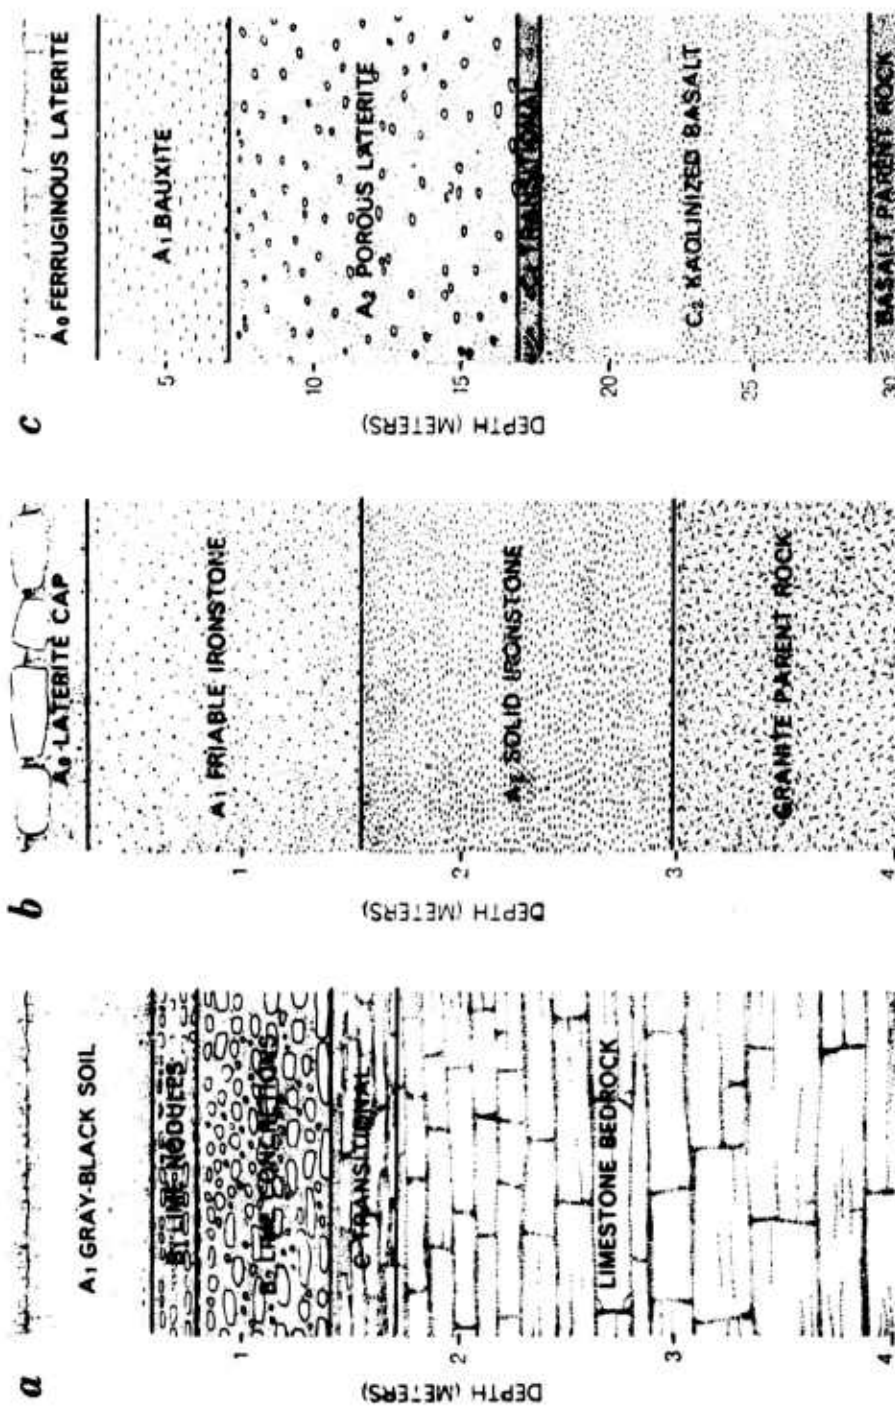 a
DEPTH (METERS)
1
2
3
4
A₁ GRAY-BLACK SOIL
B₁ LIME NODULES
LIME CONCRETIONS
C TRANSITIONAL
LIMESTONE BEDROCK
b
DEPTH (METERS)
1
2
3
4
A₀ LATERITE CAP
A₁ FRIABLE IRONSTONE
A₂ SOLID IRONSTONE
GRANITE PARENT ROCK
c
DEPTH (METERS)
5
10
15
20
25
30
A₀ FERRUGINOUS LATERITE
A₁ BAUXITE
A₂ POROUS LATERITE
TRANSITIONAL
C₂ KAOLINIZED BASALT
BASALT PARENT ROCK